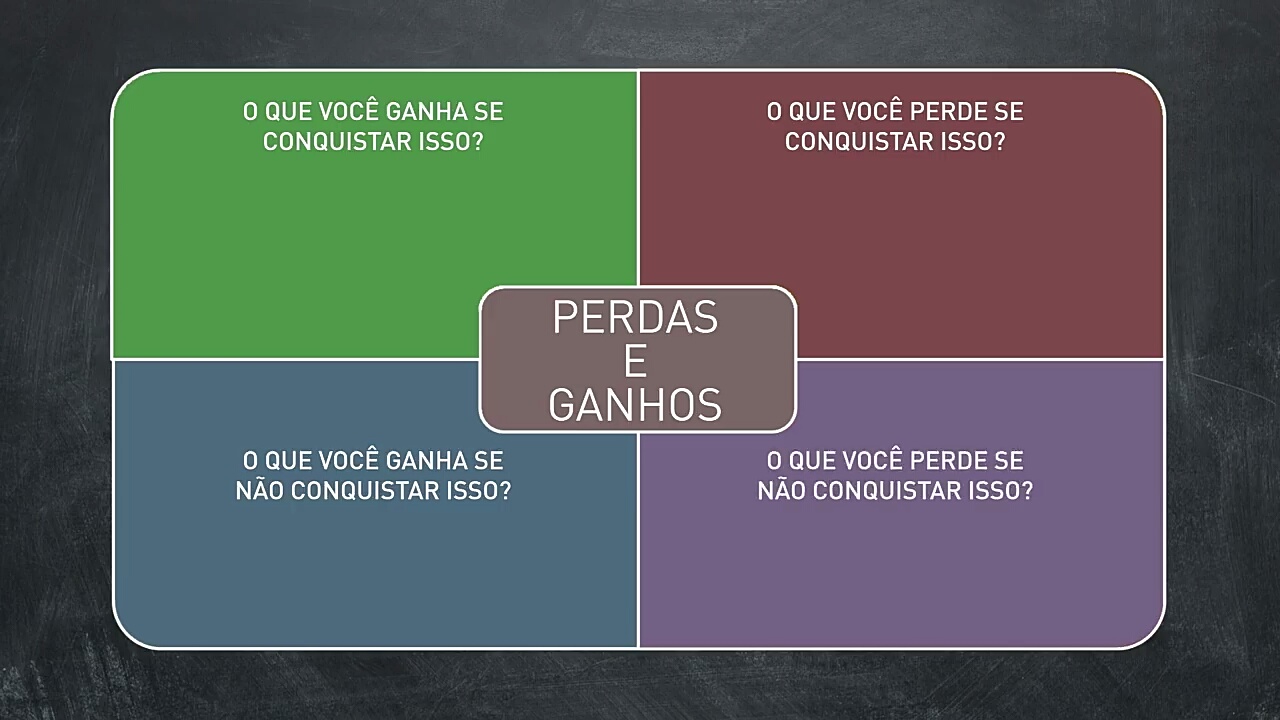 O QUE VOCÊ GANHA SE
CONQUISTAR ISSO?
O QUE VOCÊ PERDE SE
CONQUISTAR ISSO?
PERDAS
E
GANHOS
O QUE VOCÊ GANHA SE
NÃO CONQUISTAR ISSO?
O QUE VOCÊ PERDE SE
NÃO CONQUISTAR ISSO?